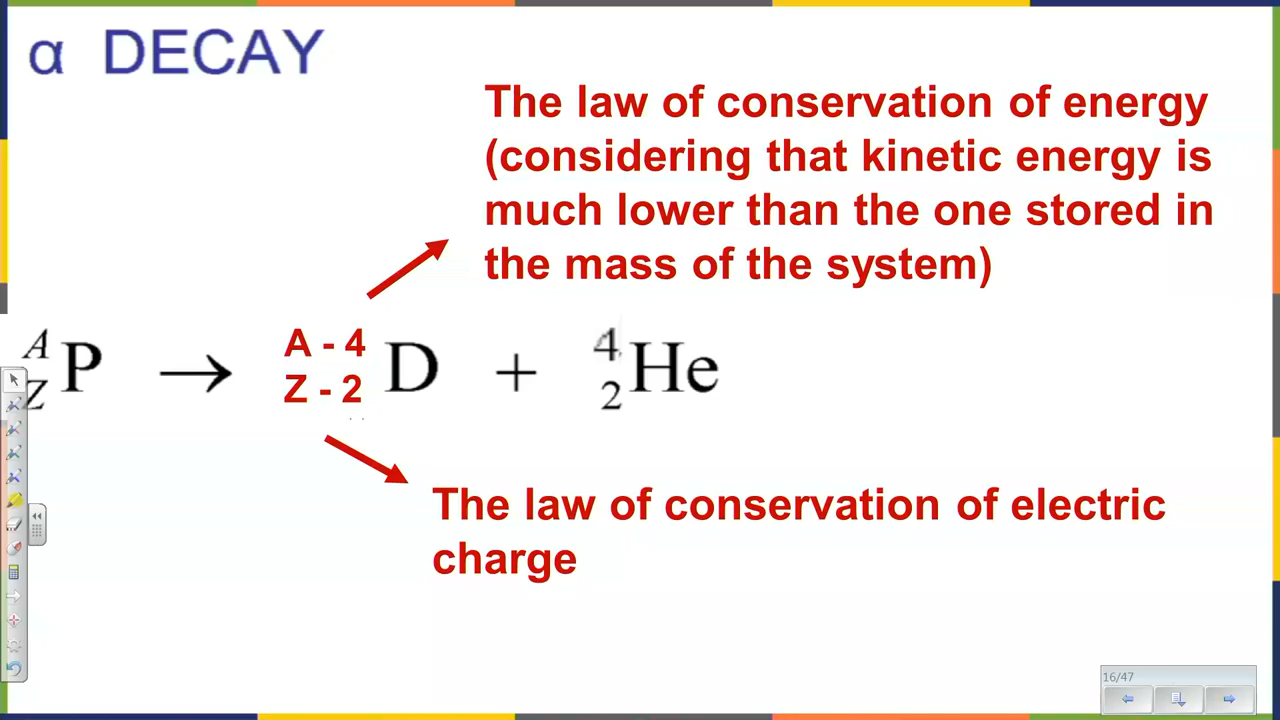 α DECAY
The law of conservation of energy
(considering that kinetic energy is
much lower than the one stored in
the mass of the system)
A
Z
P → A - 4
Z - 2 D + 4
2 He
The law of conservation of electric
charge
16/47